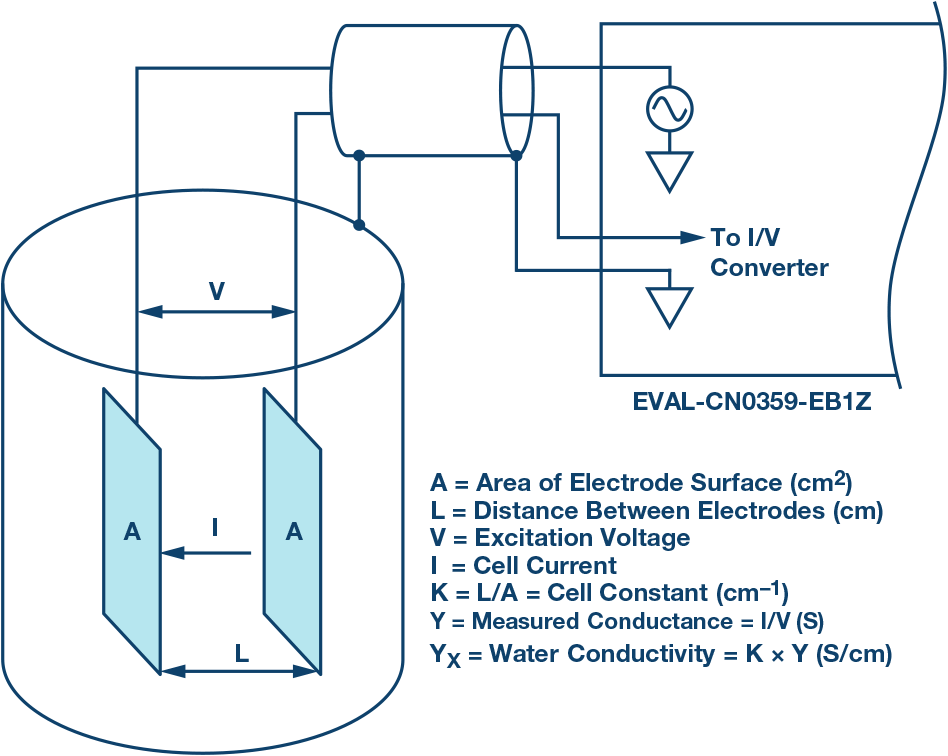 To I/V
Converter
V
EVAL-CN0359-EB1Z
A
I
A
L
A = Area of Electrode Surface (cm²)
L = Distance Between Electrodes (cm)
V = Excitation Voltage
I = Cell Current
K = L/A = Cell Constant (cm⁻¹)
Y = Measured Conductance = I/V (S)
Yₓ = Water Conductivity = K × Y (S/cm)